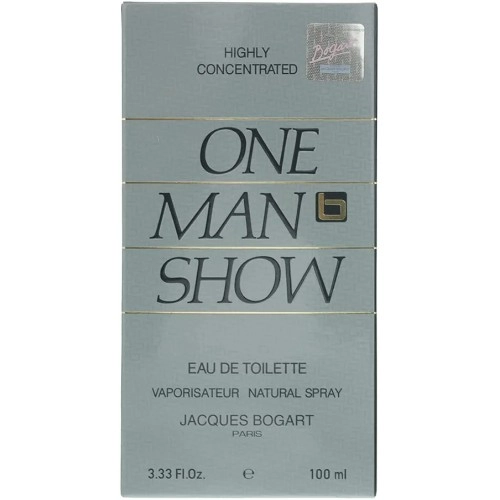 HIGHLY
CONCENTRATED
Bogart
ONE
MAN b
SHOW
EAU DE TOILETTE
VAPORISATEUR NATURAL SPRAY
JACQUES BOGART
PARIS
3.33 Fl.Oz. ℮ 100 ml